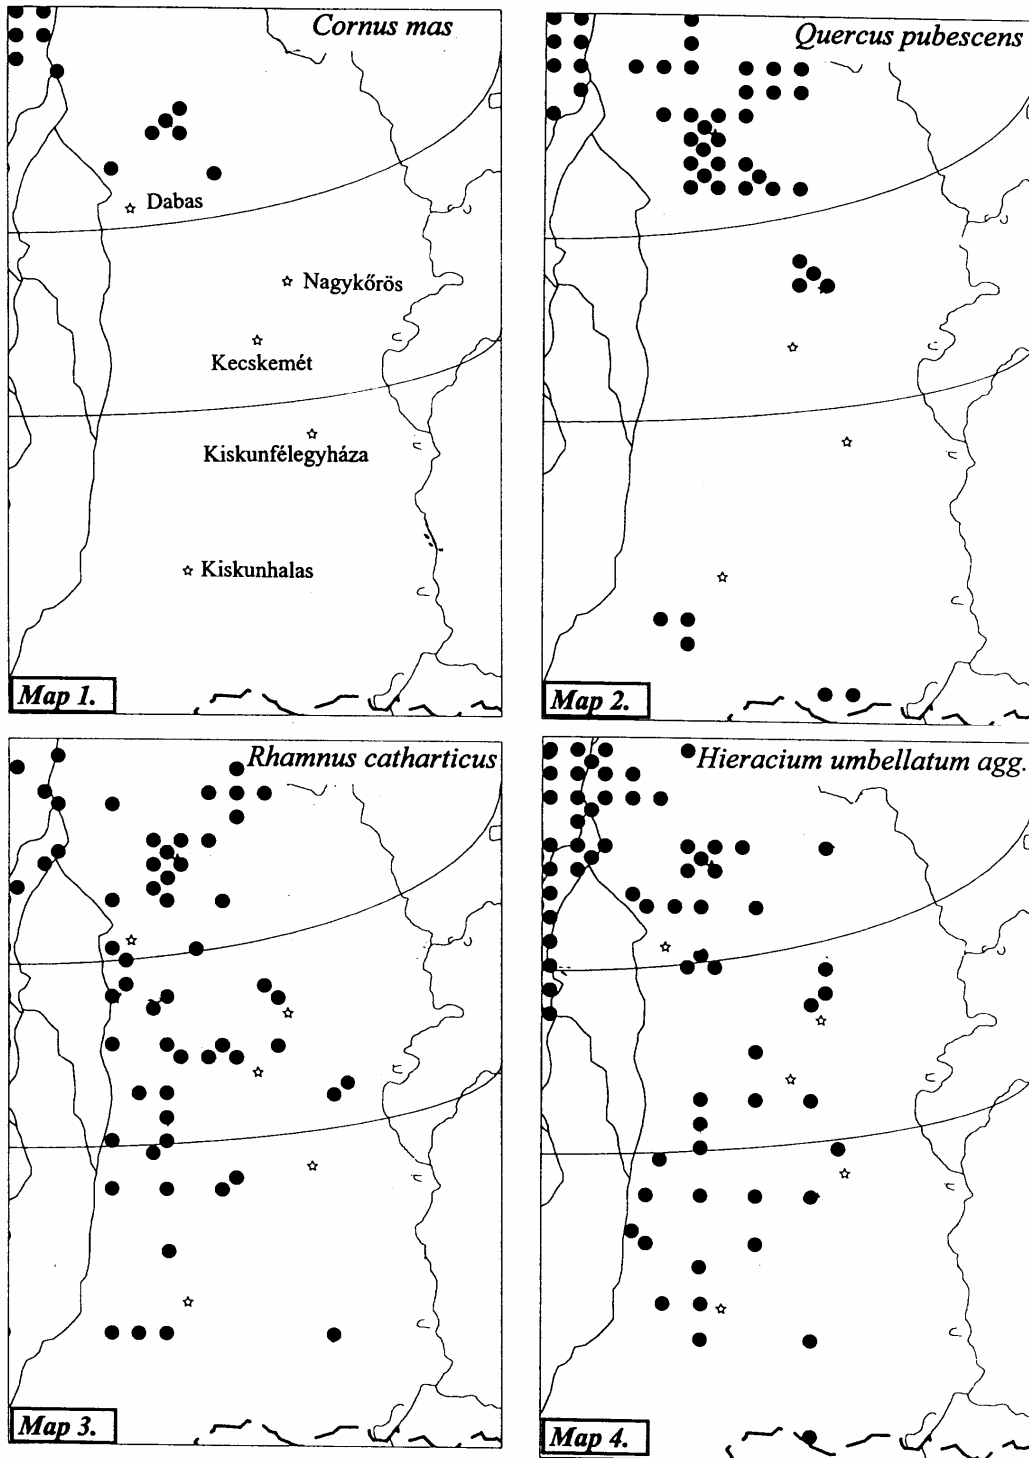 Cornus mas
Dabas
Nagykőrös
Kecskemét
Kiskunfélegyháza
Kiskunhalas
Map 1.
Quercus pubescens
Map 2.
Rhamnus catharticus
Map 3.
Hieracium umbellatum agg.
Map 4.